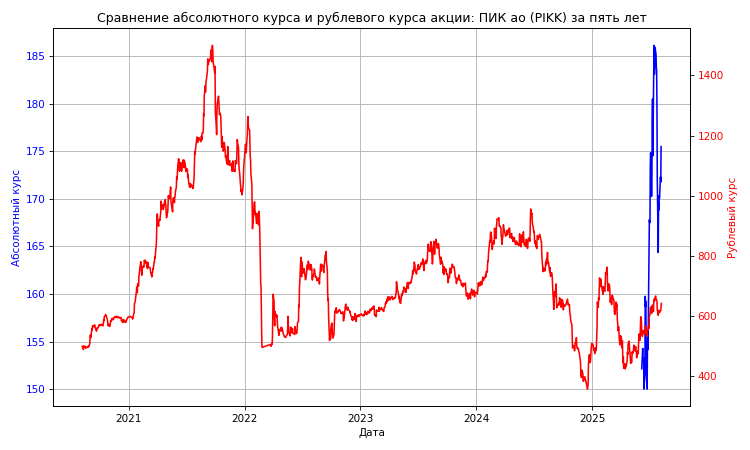 Сравнение абсолютного курса и рублевого курса акции: ПИК ао (PIKK) за пять лет
Абсолютный курс
185
180
175
170
165
160
155
150
1400
1200
1000
800
600
400
Рублевый курс
2021 2022 2023 2024 2025
Дата